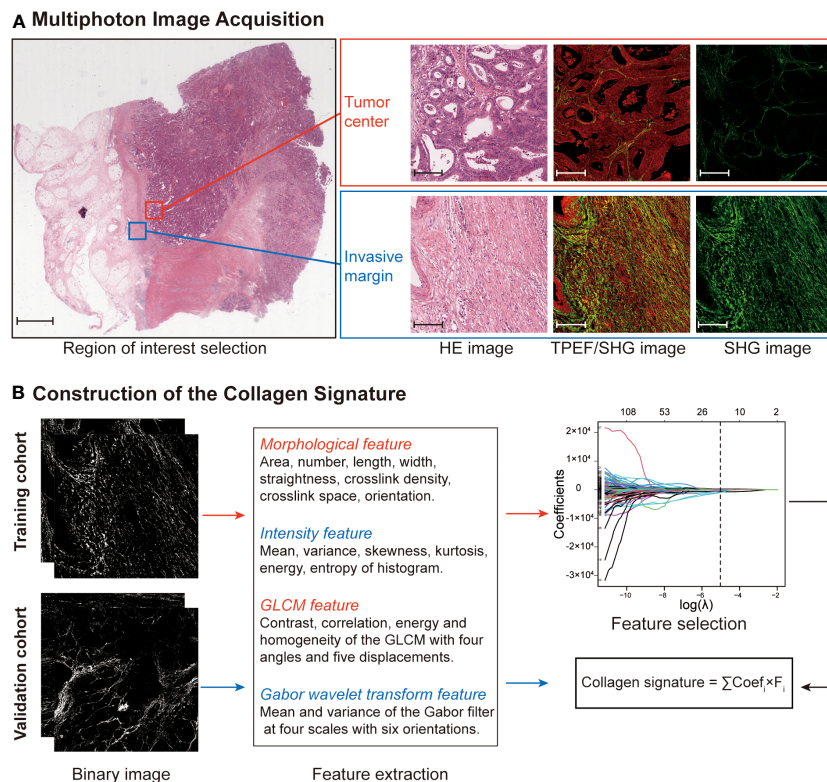 A Multiphoton Image Acquisition
Tumor
center
Invasive
margin
Region of interest selection
HE image
TPEF/SHG image
SHG image
B Construction of the Collagen Signature
Training cohort
Validation cohort
Binary image
Morphological feature
Area, number, length, width,
straightness, crosslink density,
crosslink space, orientation.
Intensity feature
Mean, variance, skewness, kurtosis,
energy, entropy of histogram.
GLCM feature
Contrast, correlation, energy and
homogeneity of the GLCM with four
angles and five displacements.
Gabor wavelet transform feature
Mean and variance of the Gabor filter
at four scales with six orientations.
Feature extraction
108 53 26 10 2
Coefficients
2×10⁴
1×10⁴
0
-1×10⁴
-2×10⁴
-3×10⁴
-10 -8 -6 -4 -2
log(λ)
Feature selection
Collagen signature = ∑Coefᵢ×Fᵢ